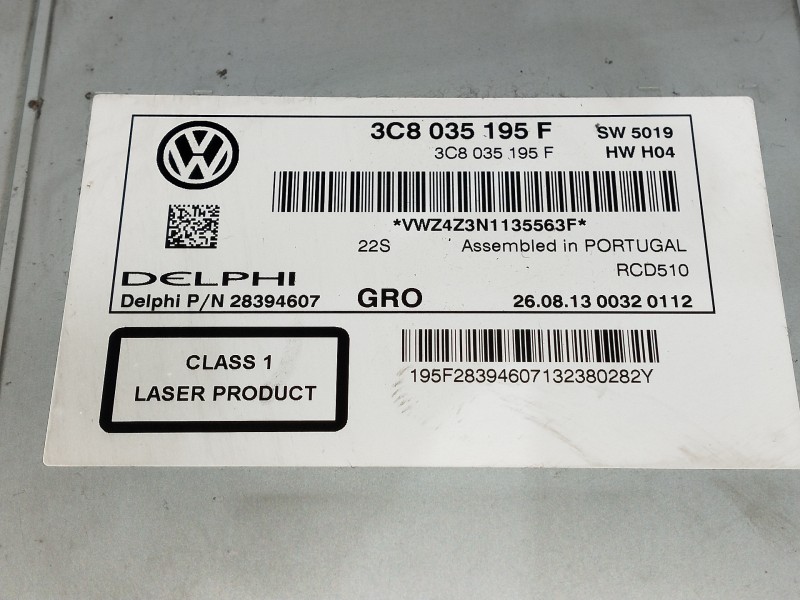 3C8 035 195 F SW 5019
3C8 035 195 F HW H04
*VWZ4Z3N1135563F*
22S Assembled in PORTUGAL
RCD510
DELPHI
Delphi P/N 28394607 GRO 26.08.13 0032 0112
CLASS 1
LASER PRODUCT
195F28394607132380282Y